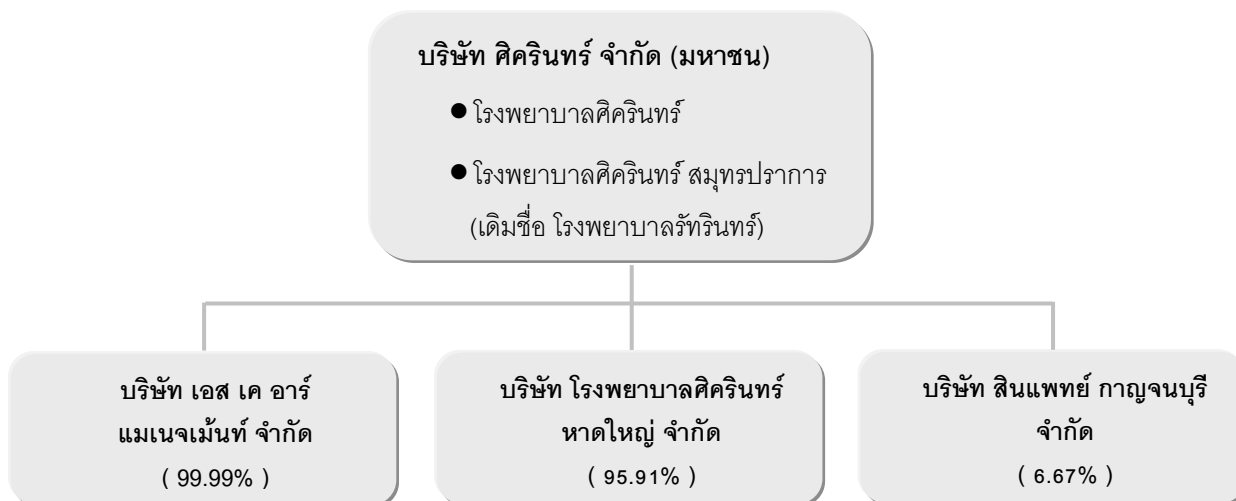 บริษัท ศิครินทร์ จำกัด (มหาชน)
● โรงพยาบาลศิครินทร์
● โรงพยาบาลศิครินทร์ สมุทรปราการ
(เดิมชื่อ โรงพยาบาลรัทรินทร์)
บริษัท เอส เค อาร์
แมเนจเม้นท์ จำกัด
( 99.99% )
บริษัท โรงพยาบาลศิครินทร์
หาดใหญ่ จำกัด
( 95.91% )
บริษัท สินแพทย์ กาญจนบุรี
จำกัด
( 6.67% )